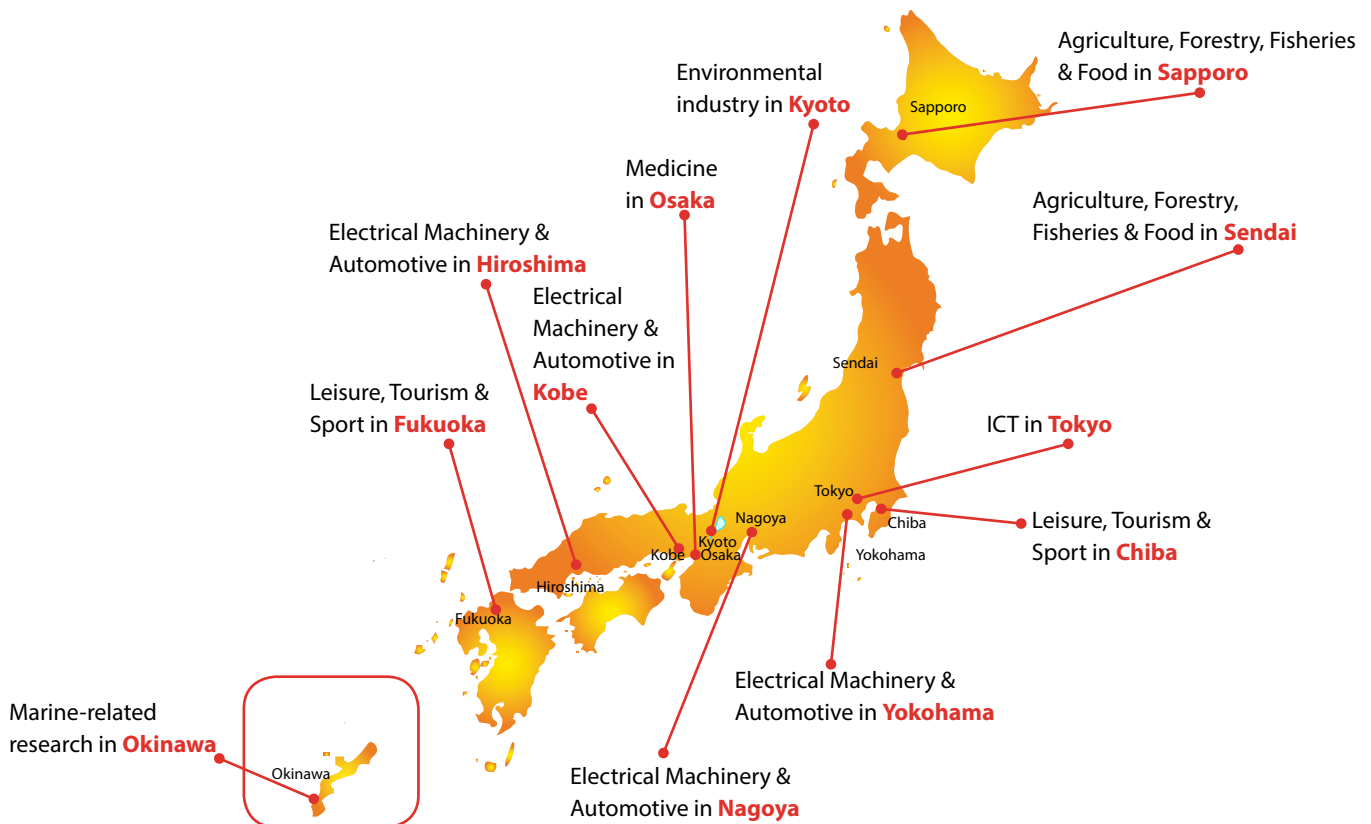 Agriculture, Forestry, Fisheries
& Food in Sapporo
Environmental
industry in Kyoto
Sapporo
Medicine
in Osaka
Agriculture, Forestry,
Fisheries & Food in Sendai
Electrical Machinery &
Automotive in Hiroshima
Electrical
Machinery &
Automotive in
Kobe
Sendai
Leisure, Tourism &
Sport in Fukuoka
ICT in Tokyo
Tokyo
Nagoya
Chiba
Leisure, Tourism &
Sport in Chiba
Kyoto
Kobe
Osaka
Yokohama
Hiroshima
Fukuoka
Electrical Machinery &
Automotive in Yokohama
Marine-related
research in Okinawa
Okinawa
Electrical Machinery &
Automotive in Nagoya